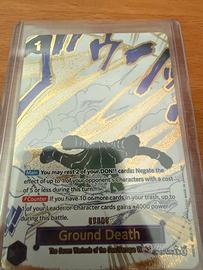 1
ドウ
[Main] You may rest 2 of your DON!! cards: Negate the
effect of up to 1 of your opponent's Characters with a cost
of 5 or less during this turn.
[Counter] If you have 10 or more cards in your trash, up to
1 of your Leader or Character cards gains +4000 power
during this battle.
EVENT
Ground Death
The Seven Warlords of the Sea